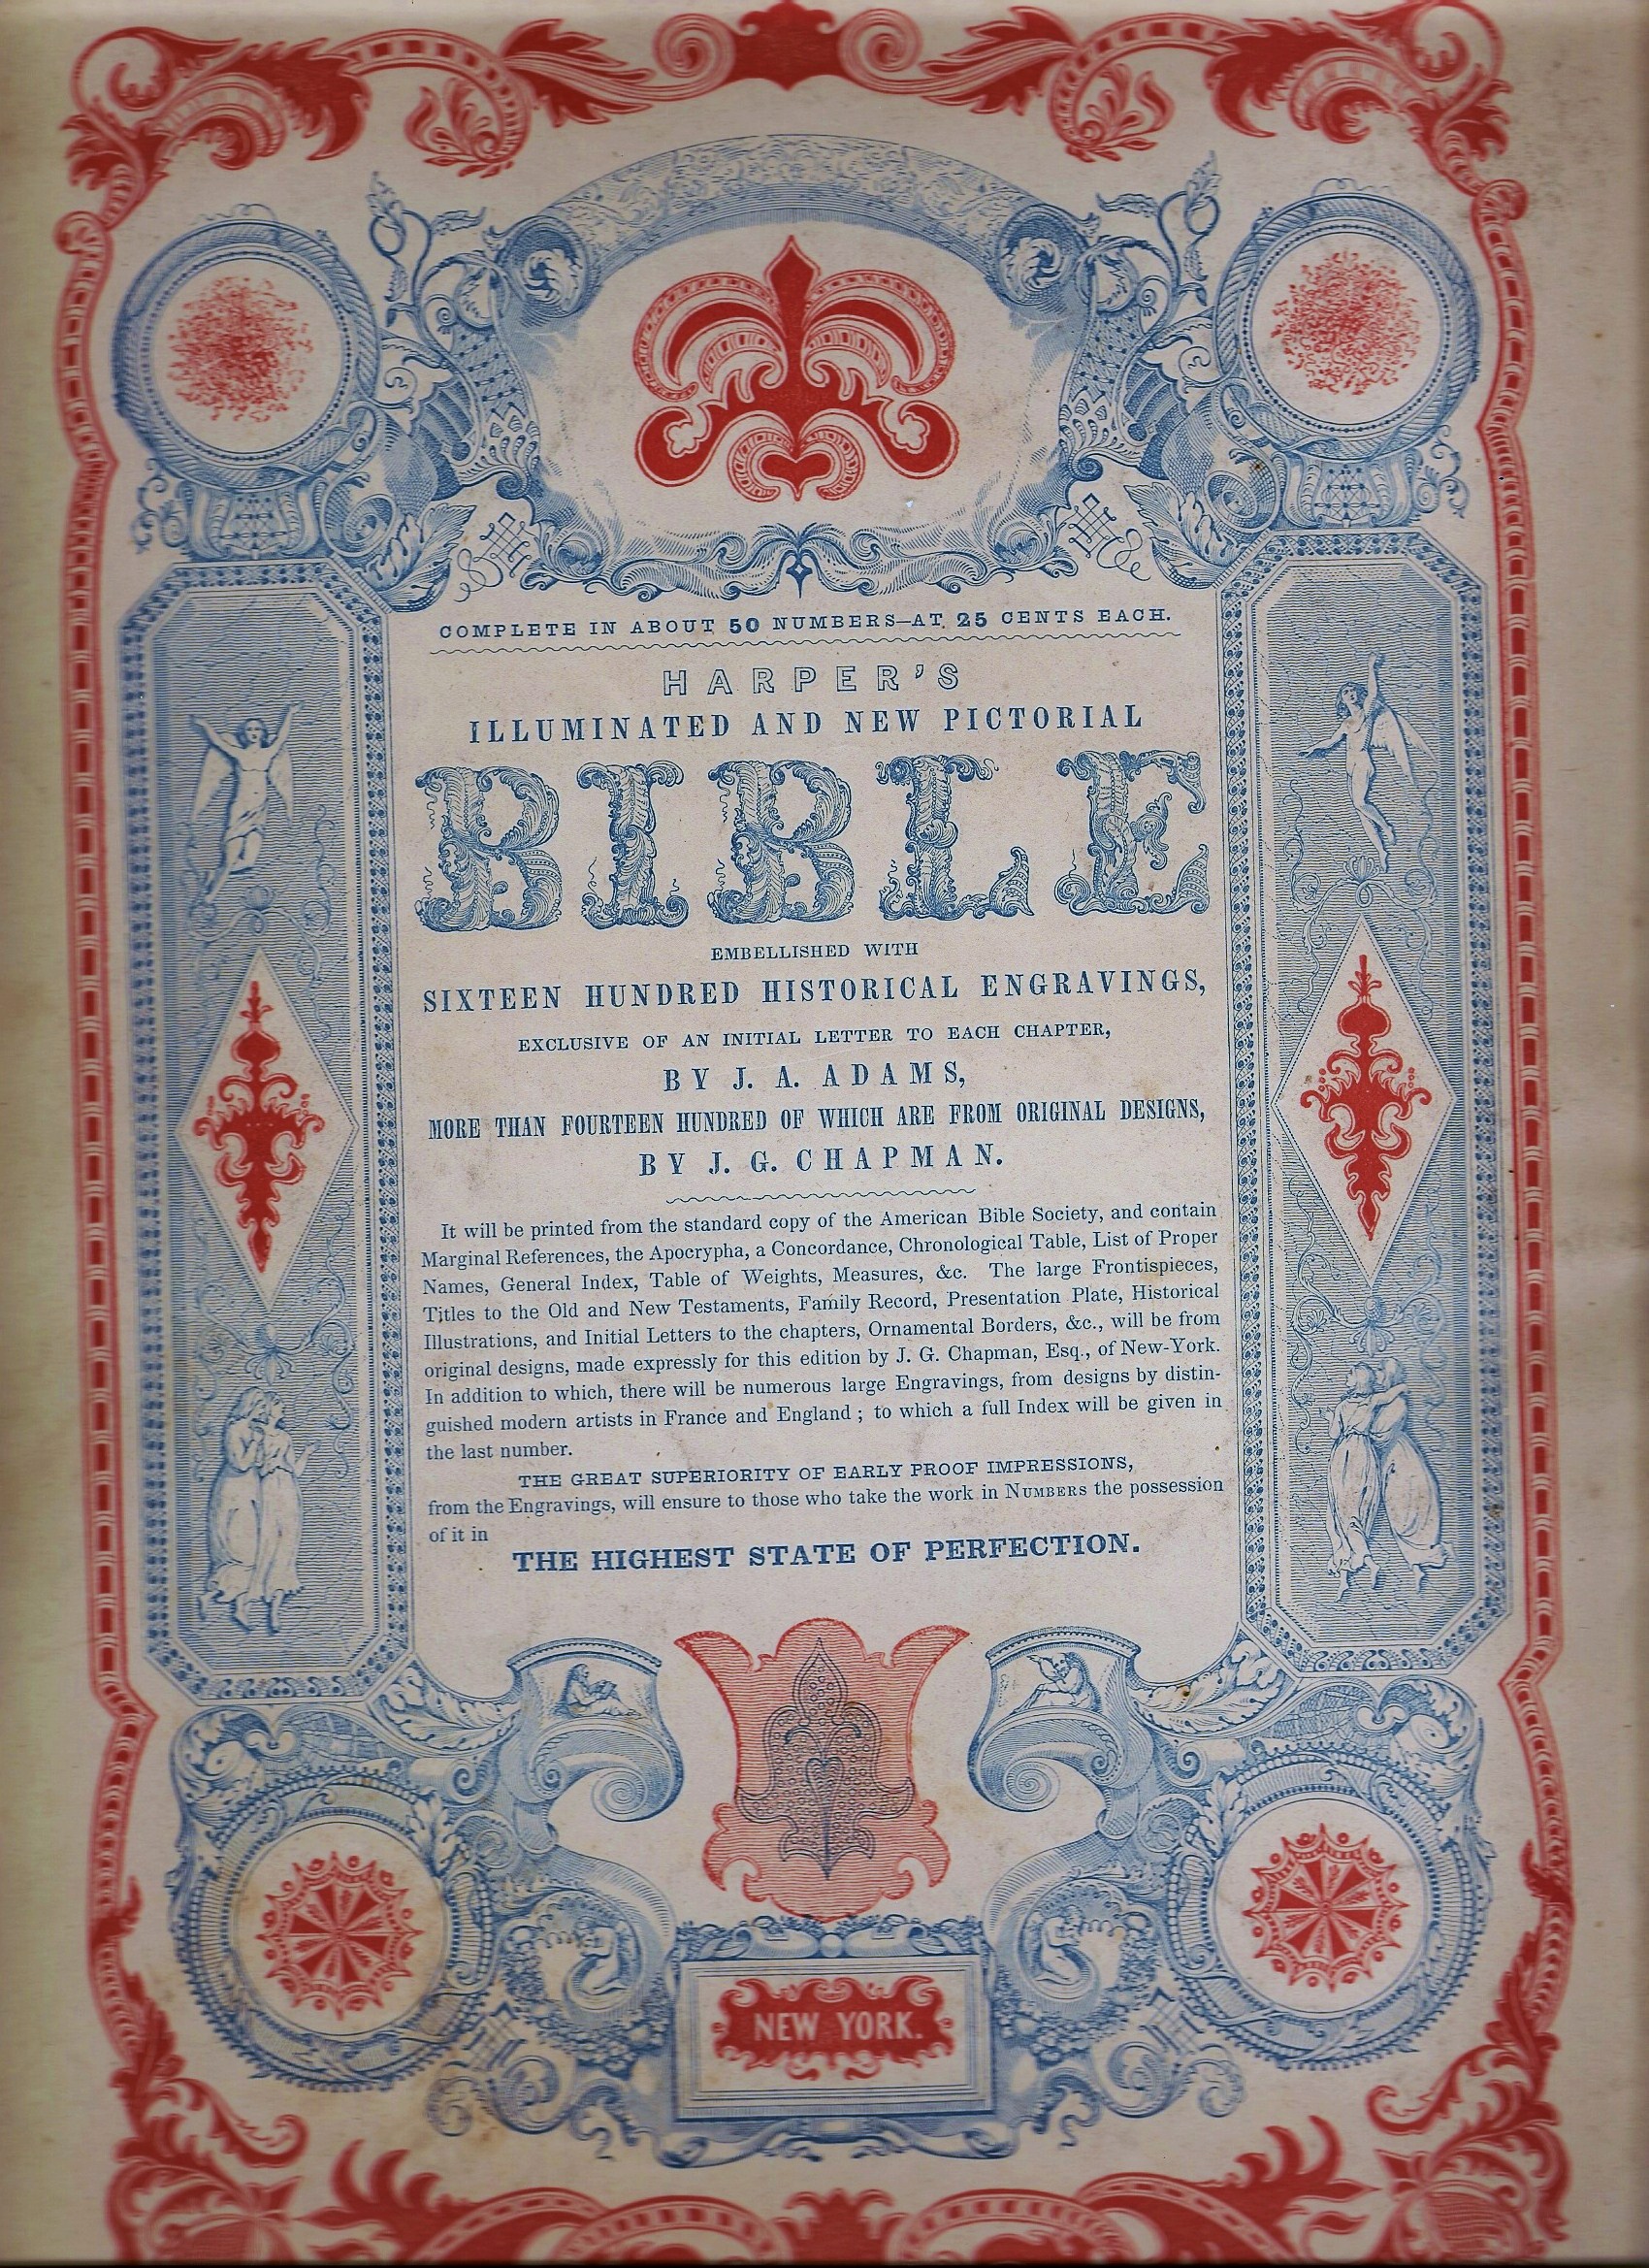 COMPLETE IN ABOUT 50 NUMBERS—AT 25 CENTS EACH.
HARPER'S
ILLUMINATED AND NEW PICTORIAL
BIBLE
EMBELLISHED WITH
SIXTEEN HUNDRED HISTORICAL ENGRAVINGS,
EXCLUSIVE OF AN INITIAL LETTER TO EACH CHAPTER,
BY J. A. ADAMS,
MORE THAN FOURTEEN HUNDRED OF WHICH ARE FROM ORIGINAL DESIGNS,
BY J. G. CHAPMAN.
It will be printed from the standard copy of the American Bible Society, and contain
Marginal References, the Apocrypha, a Concordance, Chronological Table, List of Proper
Names, General Index, Table of Weights, Measures, &c. The large Frontispieces,
Titles to the Old and New Testaments, Family Record, Presentation Plate, Historical
Illustrations, and Initial Letters to the chapters, Ornamental Borders, &c., will be from
original designs, made expressly for this edition by J. G. Chapman, Esq., of New-York.
In addition to which, there will be numerous large Engravings, from designs by distin-
guished modern artists in France and England ; to which a full Index will be given in
the last number.
THE GREAT SUPERIORITY OF EARLY PROOF IMPRESSIONS,
from the Engravings, will ensure to those who take the work in NUMBERS the possession
of it in
THE HIGHEST STATE OF PERFECTION.
NEW YORK.